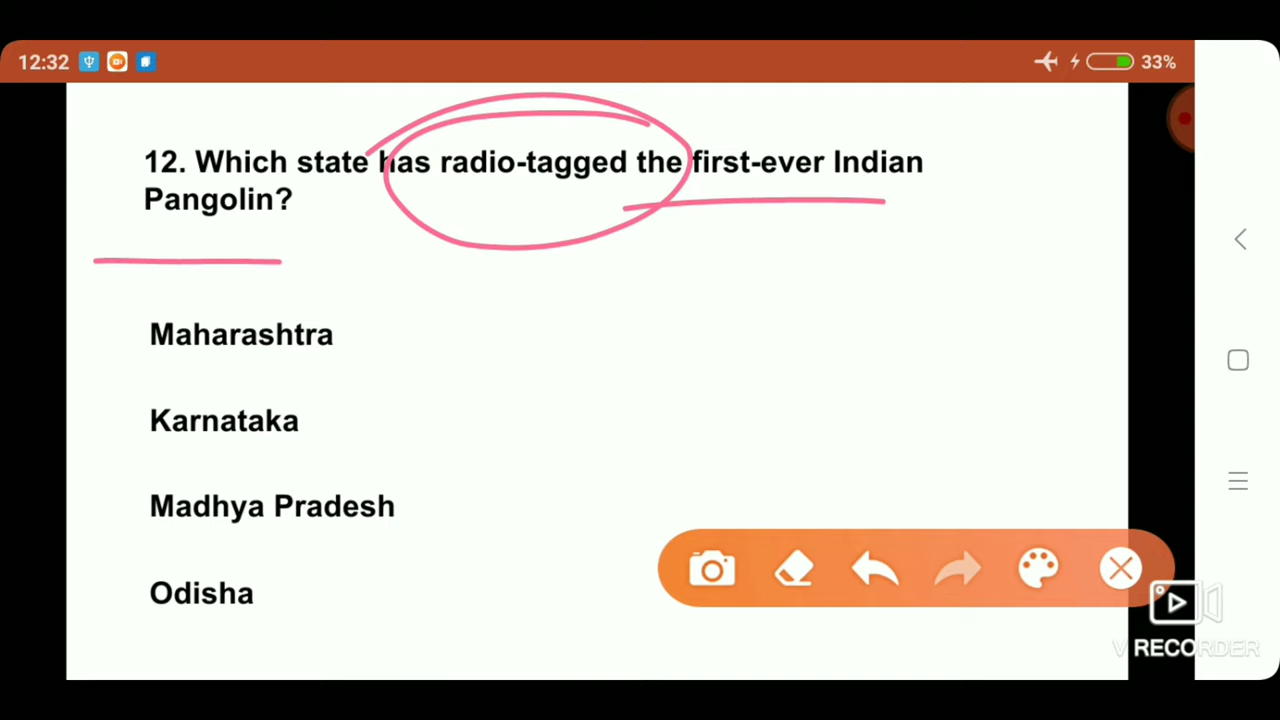 12:32
33%
12. Which state has radio-tagged the first-ever Indian
Pangolin?
Maharashtra
Karnataka
Madhya Pradesh
Odisha
V RECORDER